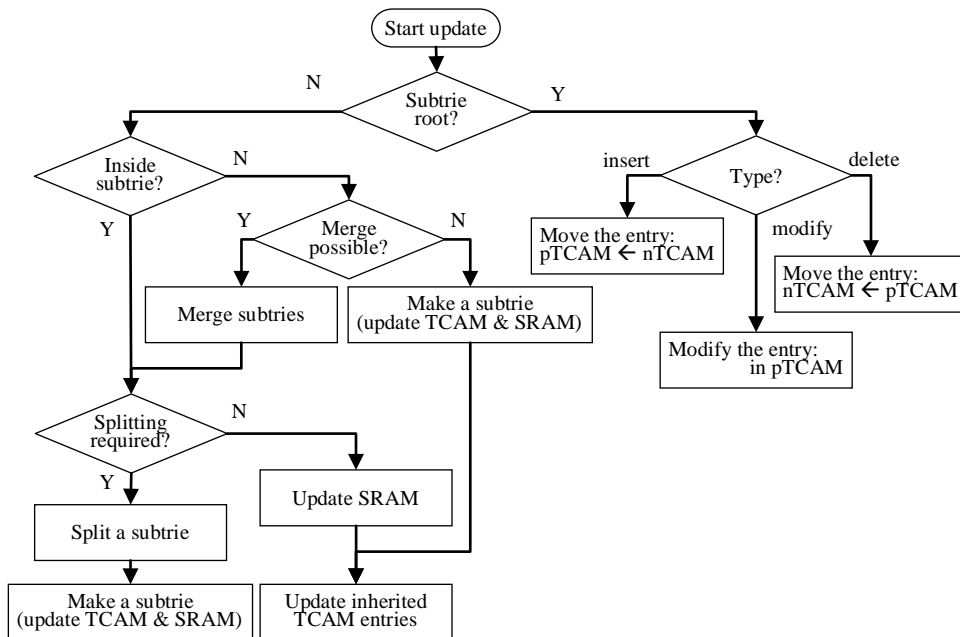 Start update
N
Subtrie
root?
Y
Inside
subtrie?
N
Y
insert
Type?
delete
modify
Y
Merge
possible?
N
Move the entry:
pTCAM ← nTCAM
Move the entry:
nTCAM ← pTCAM
Merge subtries
Make a subtrie
(update TCAM & SRAM)
Modify the entry:
in pTCAM
Splitting
required?
N
Y
Update SRAM
Split a subtrie
Make a subtrie
(update TCAM & SRAM)
Update inherited
TCAM entries